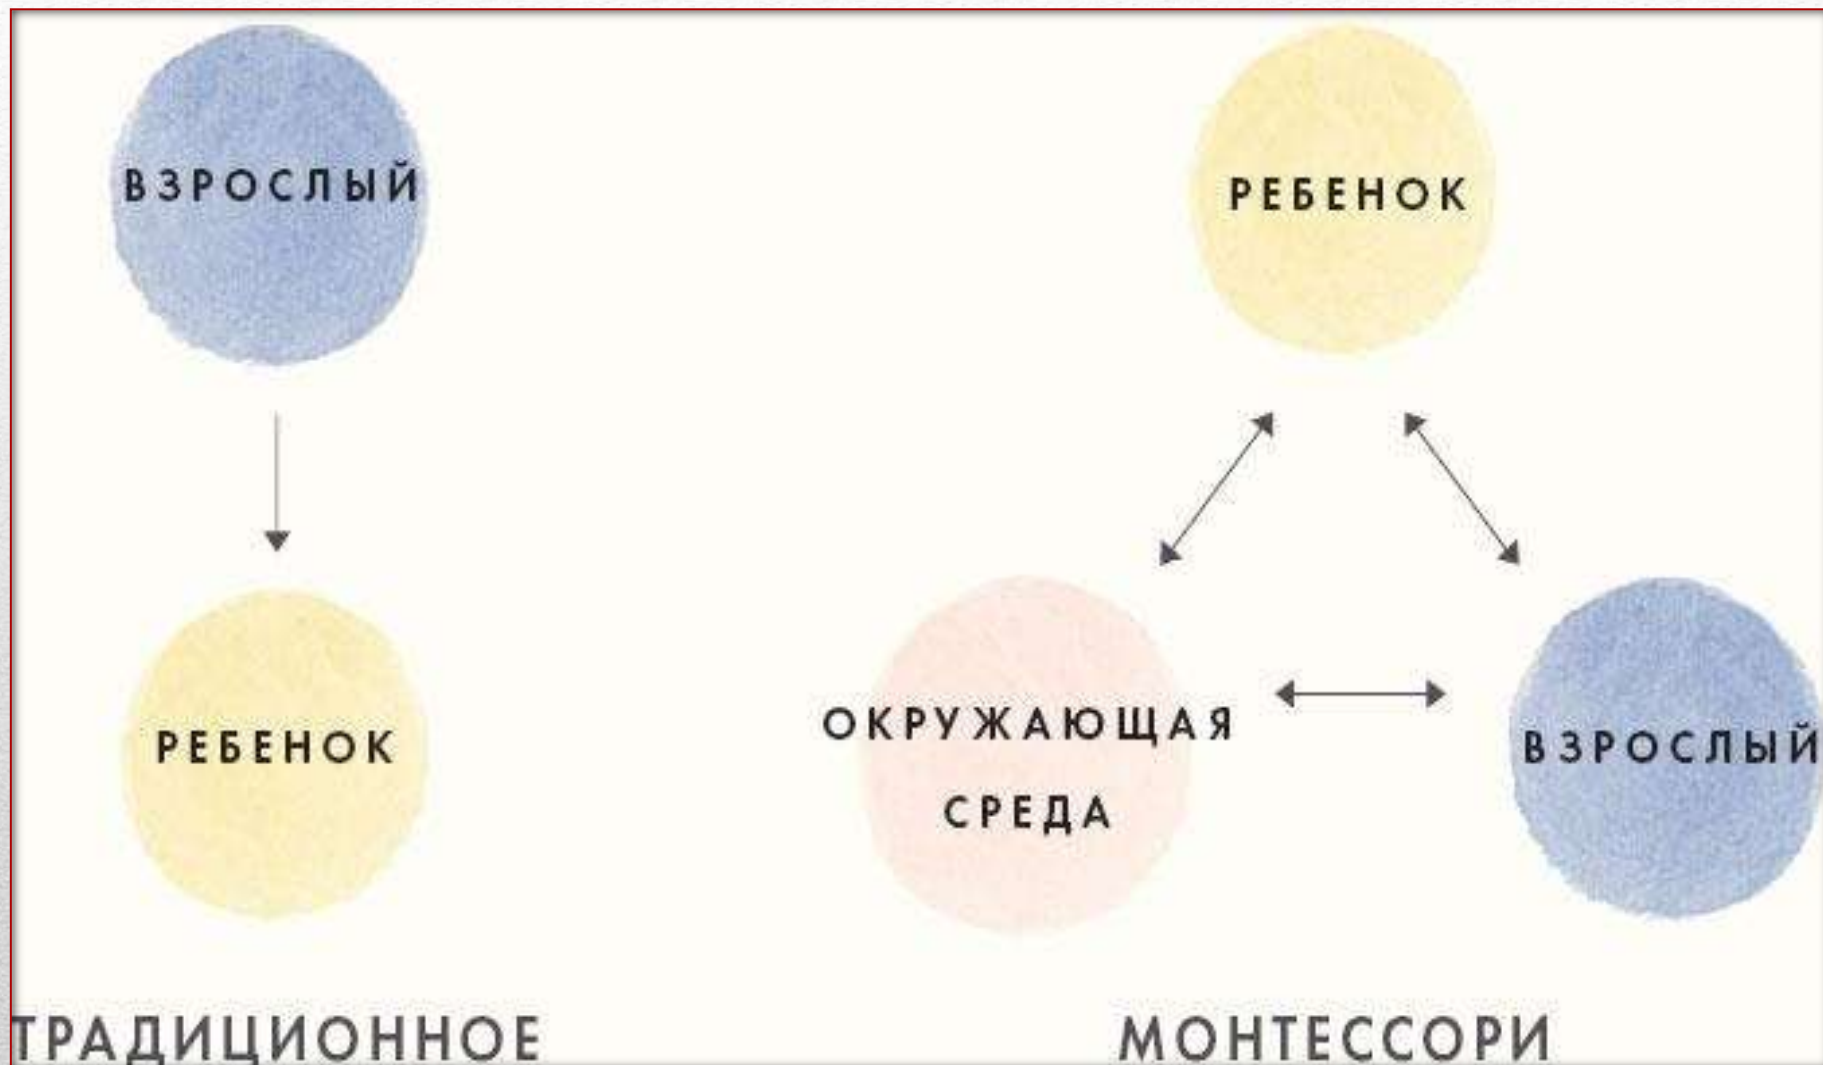 ВЗРОСЛЫЙ
РЕБЕНОК
ТРАДИЦИОННОЕ
РЕБЕНОК
ОКРУЖАЮЩАЯ
СРЕДА
ВЗРОСЛЫЙ
МОНТЕССОРИ